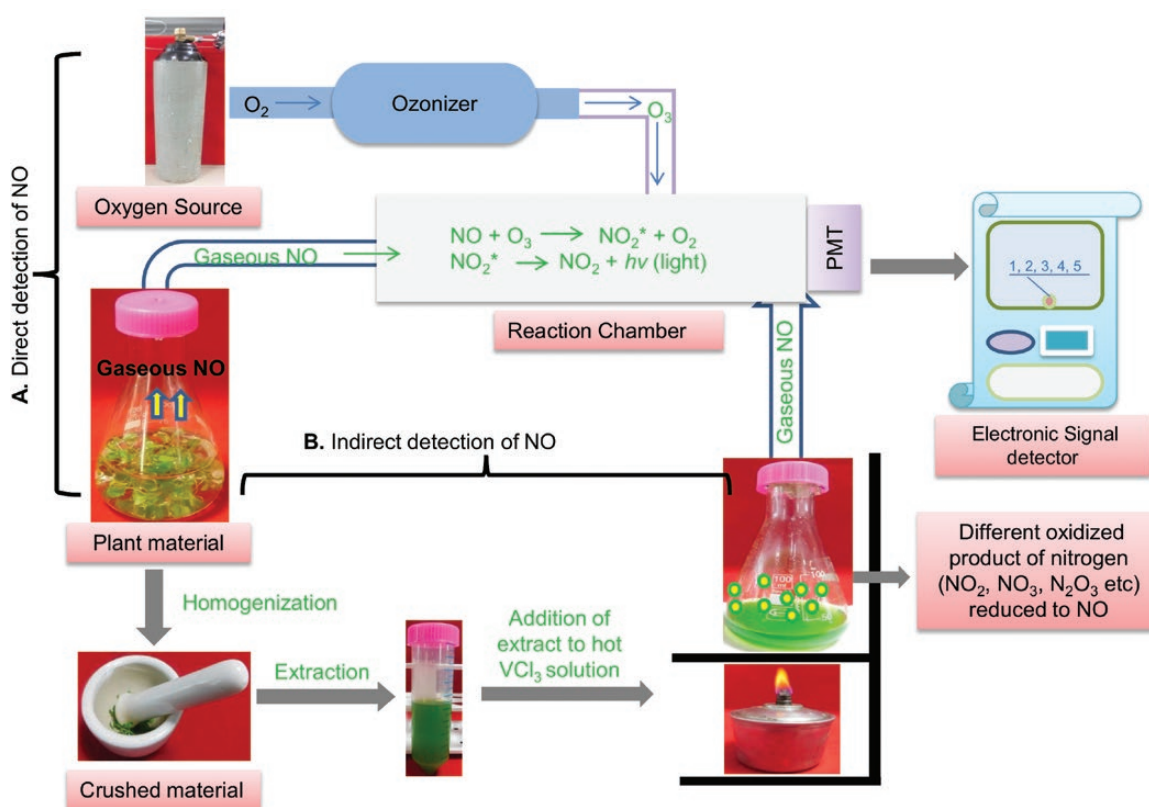 A. Direct detection of NO
O₂
Ozonizer
O₃
Oxygen Source
NO + O₃ → NO₂* + O₂
NO₂* → NO₂ + hv (light)
PMT
Gaseous NO
Reaction Chamber
1, 2, 3, 4, 5
Gaseous NO
Gaseous NO
B. Indirect detection of NO
Electronic Signal
detector
Plant material
Different oxidized
product of nitrogen
(NO₂, NO₃, N₂O₃ etc)
reduced to NO
100
100
Homogenization
Addition of
extract to hot
VCl₃ solution
Extraction
Crushed material